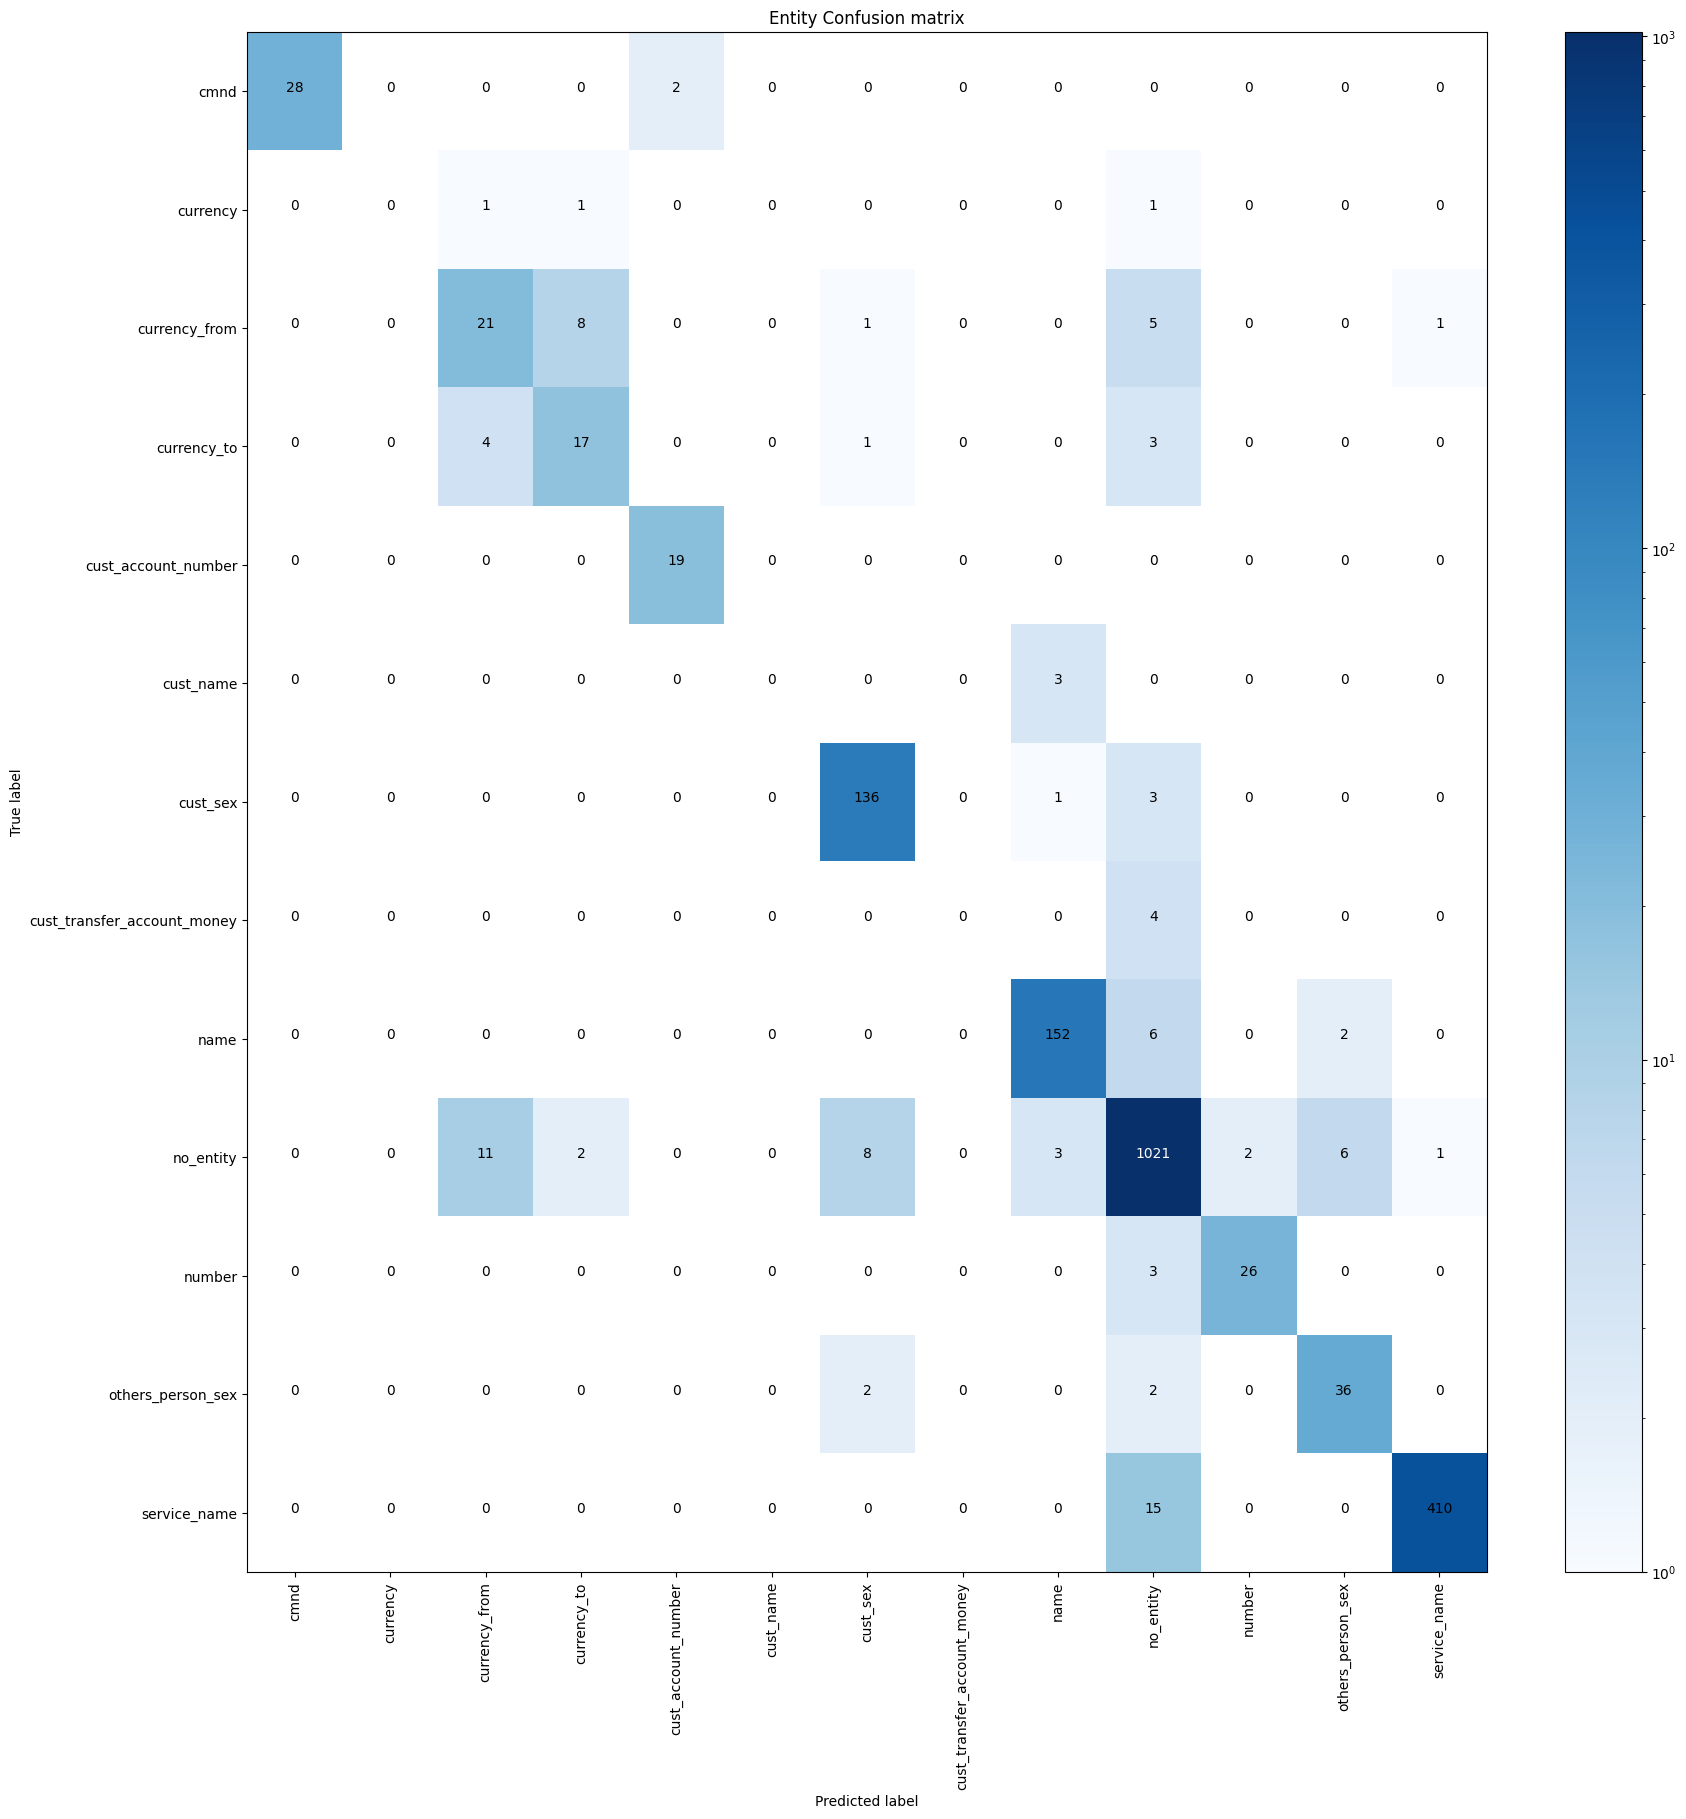 Entity Confusion matrix
cmnd 28 0 0 0 2 0 0 0 0 0 0 0 0
currency 0 0 1 1 0 0 0 0 0 1 0 0 0
currency_from 0 0 21 8 0 0 1 0 0 5 0 0 1
currency_to 0 0 4 17 0 0 1 0 0 3 0 0 0
cust_account_number 0 0 0 0 19 0 0 0 0 0 0 0 0
cust_name 0 0 0 0 0 0 0 0 3 0 0 0 0
cust_sex 0 0 0 0 0 0 136 0 1 3 0 0 0
cust_transfer_account_money 0 0 0 0 0 0 0 0 0 4 0 0 0
name 0 0 0 0 0 0 0 0 152 6 0 2 0
no_entity 0 0 11 2 0 0 8 0 3 1021 2 6 1
number 0 0 0 0 0 0 0 0 0 3 26 0 0
others_person_sex 0 0 0 0 0 0 2 0 0 2 0 36 0
service_name 0 0 0 0 0 0 0 0 0 15 0 0 410
True label
cmnd
currency
currency_from
currency_to
cust_account_number
cust_name
cust_sex
cust_transfer_account_money
name
no_entity
number
others_person_sex
service_name
Predicted label
10³
10²
10¹
10⁰